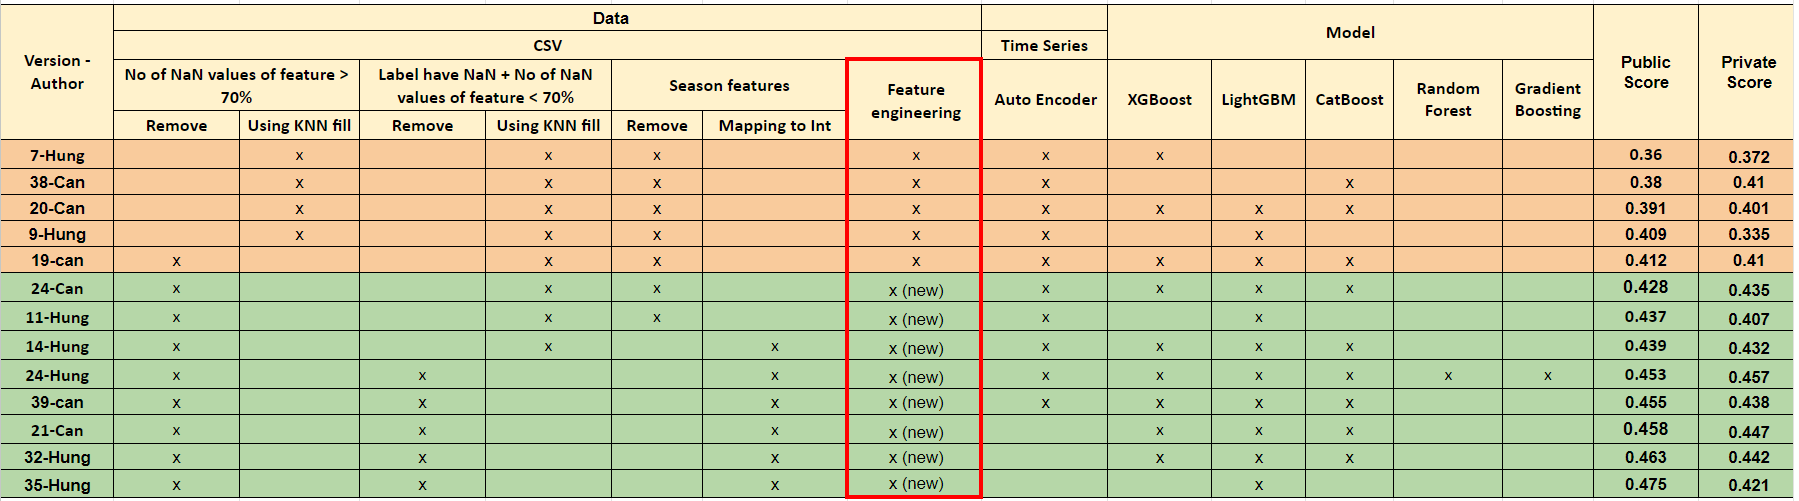 Data
Version - Author
CSV
Time Series
Model
Public Score
Private Score
No of NaN values of feature > 70%
Label have NaN + No of NaN values of feature < 70%
Season features
Feature engineering
Auto Encoder
XGBoost
LightGBM
CatBoost
Random Forest
Gradient Boosting
Remove Using KNN fill Remove Using KNN fill Remove Mapping to Int
7-Hung x x x x x x 0.36 0.372
38-Can x x x x x x 0.38 0.41
20-Can x x x x x x x x 0.391 0.401
9-Hung x x x x x x 0.409 0.335
19-can x x x x x x x x 0.412 0.41
24-Can x x x x (new) x x x x 0.428 0.435
11-Hung x x x x (new) x x 0.437 0.407
14-Hung x x x x (new) x x x x 0.439 0.432
24-Hung x x x x (new) x x x x x x 0.453 0.457
39-can x x x x (new) x x x x 0.455 0.438
21-Can x x x x (new) x x x 0.458 0.447
32-Hung x x x x (new) x x x 0.463 0.442
35-Hung x x x x (new) x 0.475 0.421